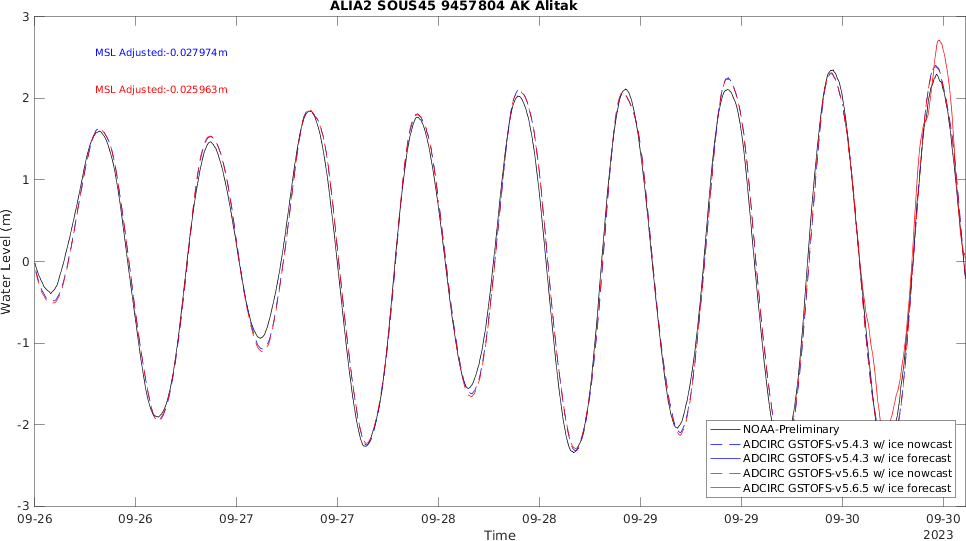 ALIA2 SOUS45 9457804 AK Alitak
MSL Adjusted:-0.027974m
MSL Adjusted:-0.025963m
3
2
1
0
-1
-2
-3
Water Level (m)
NOAA-Preliminary
ADCIRC GSTOFS-v5.4.3 w/ ice nowcast
ADCIRC GSTOFS-v5.4.3 w/ ice forecast
ADCIRC GSTOFS-v5.6.5 w/ ice nowcast
ADCIRC GSTOFS-v5.6.5 w/ ice forecast
09-26 09-26 09-27 09-27 09-28 09-28 09-29 09-29 09-30 09-30
Time 2023